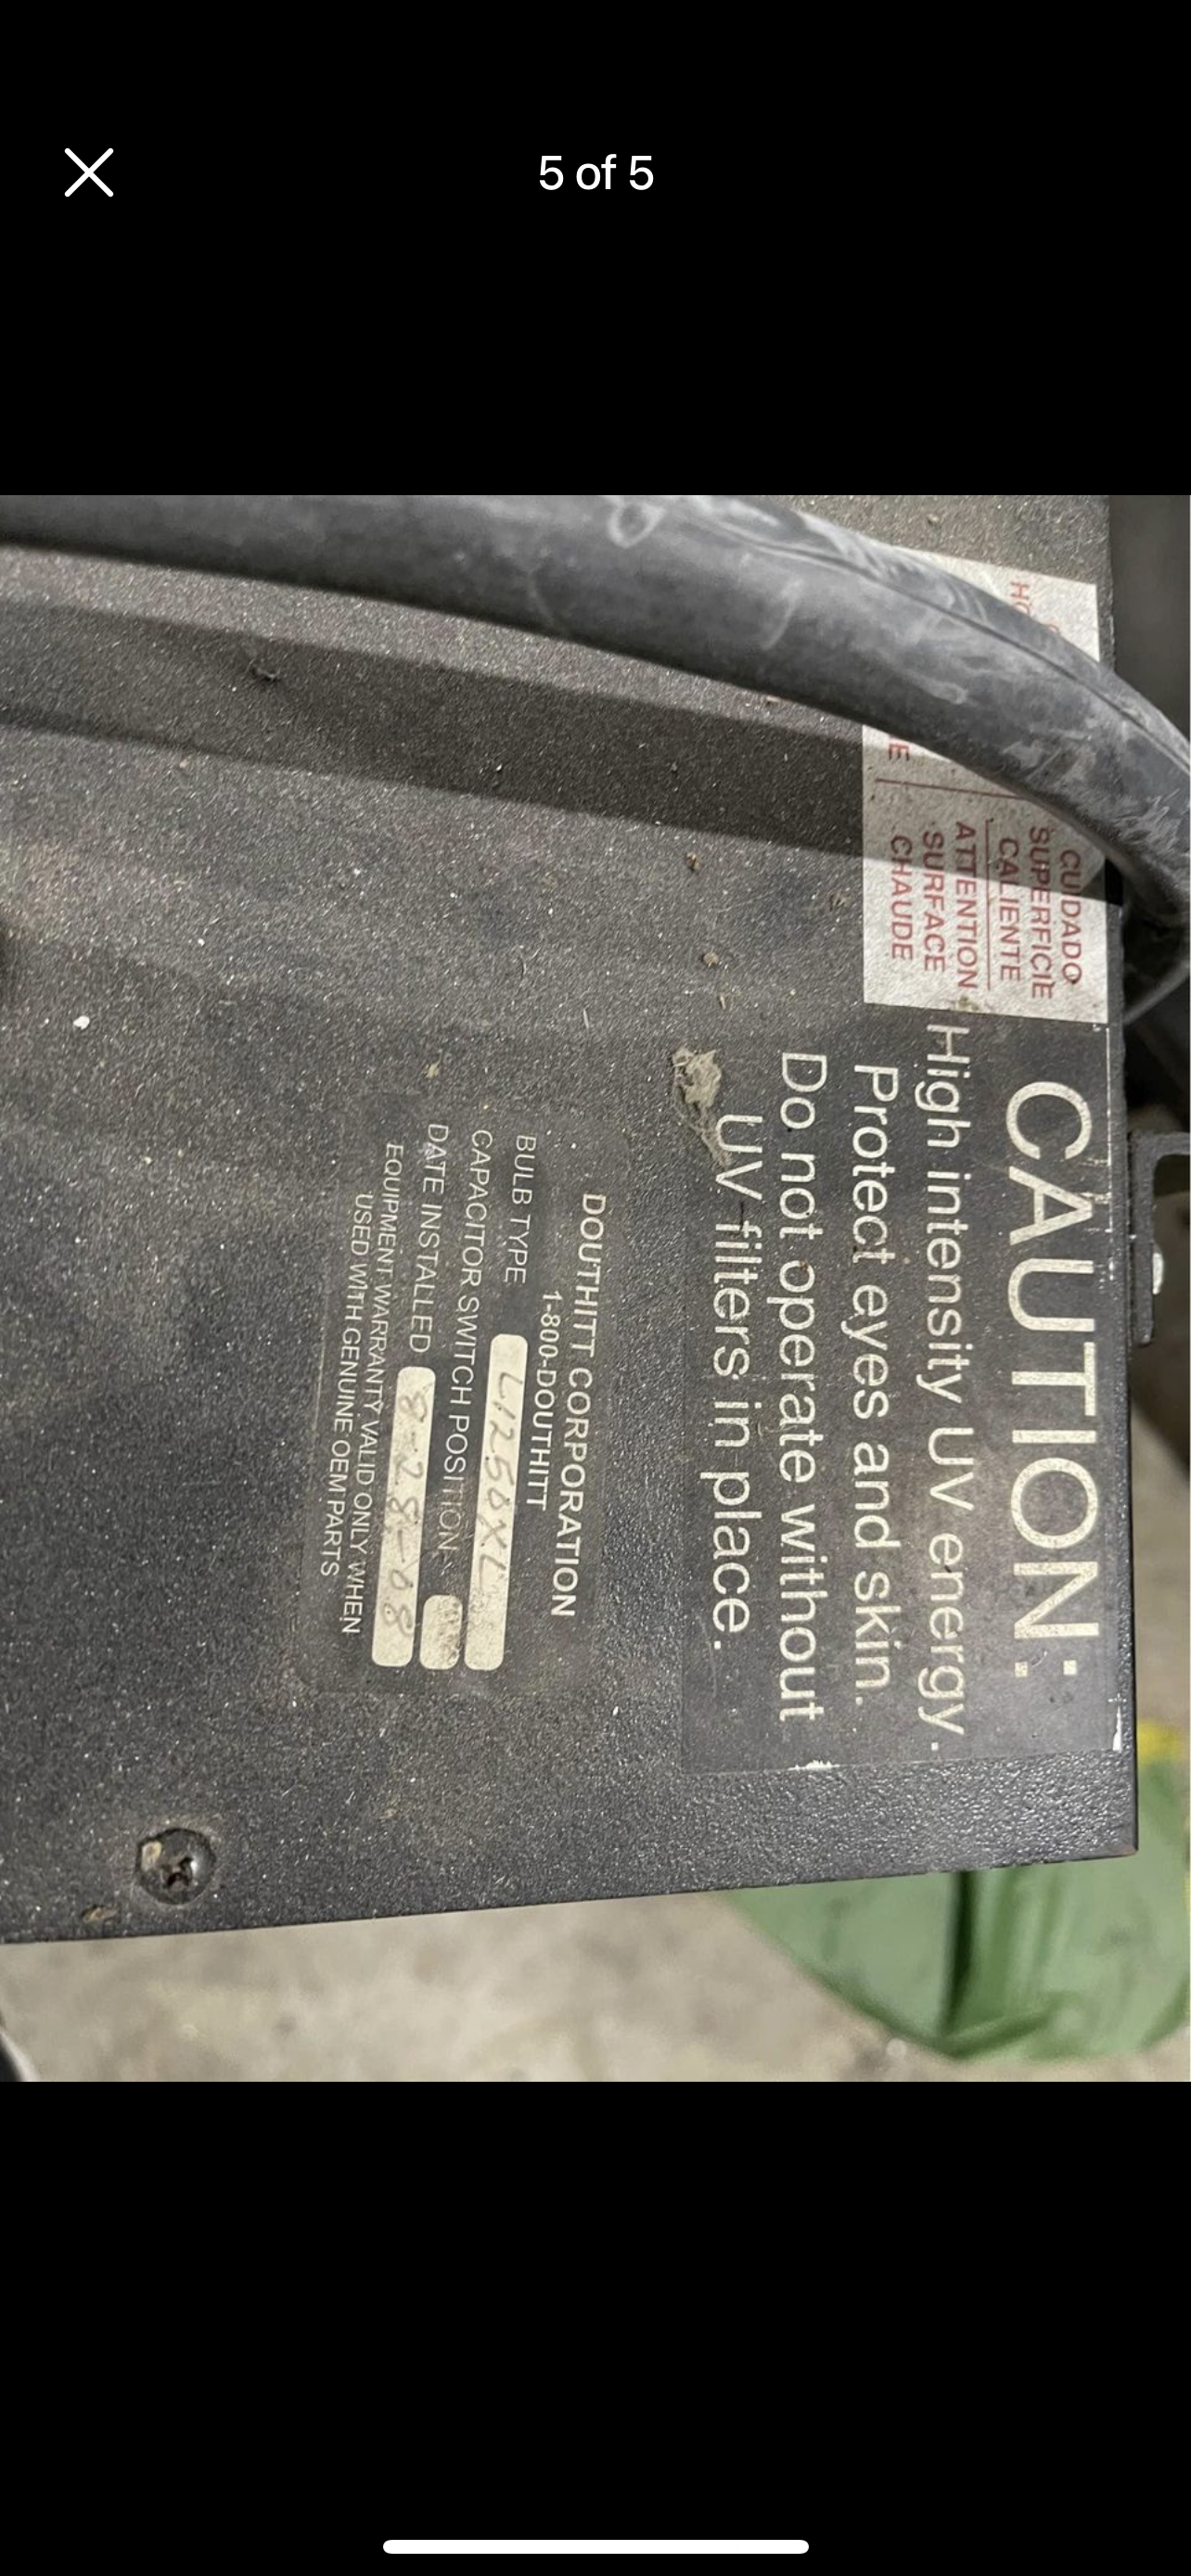 5 of 5
CUIDADO
SUPERFICIE
CALIENTE
ATTENTION
SURFACE
CHAUDE
CAUTION:
High intensity UV energy.
Protect eyes and skin.
Do not operate without
UV filters in place.
DOUTHITT CORPORATION
1-800-DOUTHITT
BULB TYPE L1250XL
CAPACITOR SWITCH POSITION
DATE INSTALLED 8-28-08
EQUIPMENT WARRANTY VALID ONLY WHEN
USED WITH GENUINE OEM PARTS